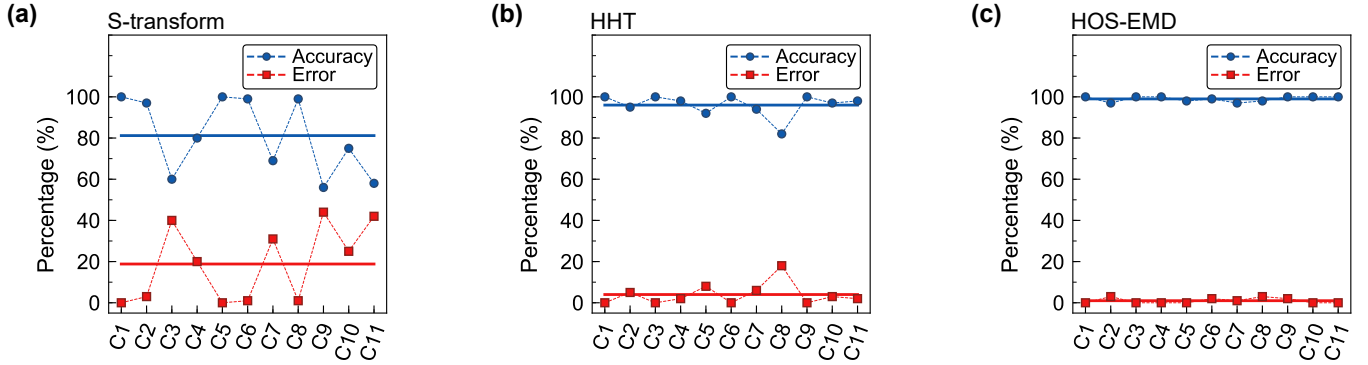 (a)
S-transform
Accuracy
Error
Percentage (%)
100
80
60
40
20
0
C1
C2
C3
C4
C5
C6
C7
C8
C9
C10
C11
(b)
HHT
Accuracy
Error
Percentage (%)
100
80
60
40
20
0
C1
C2
C3
C4
C5
C6
C7
C8
C9
C10
C11
(c)
HOS-EMD
Accuracy
Error
Percentage (%)
100
80
60
40
20
0
C1
C2
C3
C4
C5
C6
C7
C8
C9
C10
C11